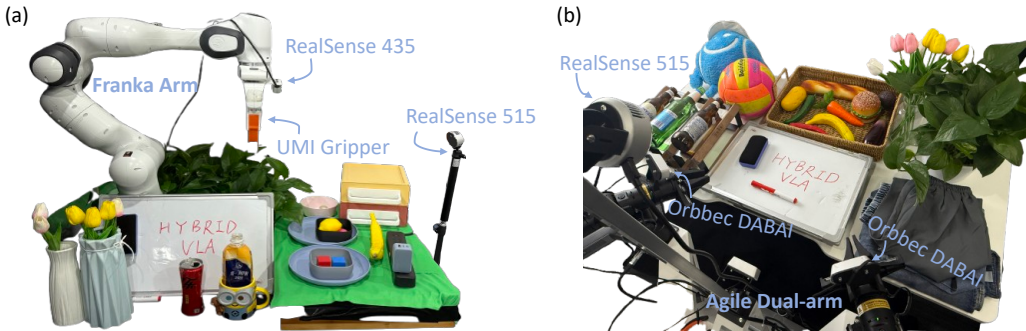 (a)
RealSense 435
Franka Arm
RealSense 515
UMI Gripper
HYBRID
VLA
(b)
RealSense 515
HYBRID
VLA
Orbbec DABAI
Orbbec DABAI
Agile Dual-arm